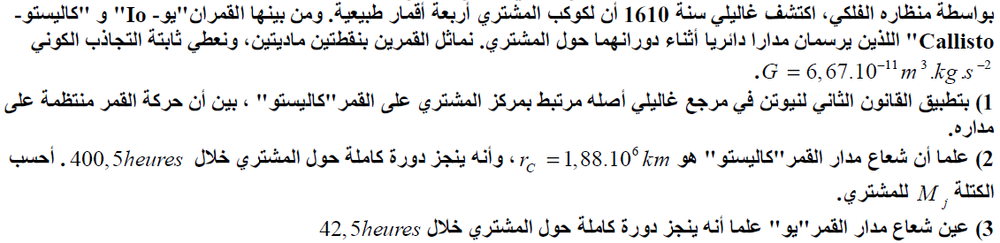 بواسطة منظاره الفلكي، اكتشف غاليلي سنة 1610 أن لكوكب المشتري أربعة أقمار طبيعية. ومن بينها القمران"يو- Io" و "كاليستو-
Callisto" اللذين يرسمان مدارا دائريا أثناء دورانهما حول المشتري. نماثل القمرين بنقطتين ماديتين، ونعطي ثابتة التجاذب الكوني
G = 6,67.10⁻¹¹ m³.kg.s⁻².
1) بتطبيق القانون الثاني لنيوتن في مرجع غاليلي أصله مرتبط بمركز المشتري على القمر"كاليستو" ، بين أن حركة القمر منتظمة على
مداره.
2) علما أن شعاع مدار القمر"كاليستو" هو r_C = 1,88.10⁶ km، وأنه ينجز دورة كاملة حول المشتري خلال 400,5heures . أحسب
الكتلة M_j للمشتري.
3) عين شعاع مدار القمر"يو" علما أنه ينجز دورة كاملة حول المشتري خلال 42,5heures